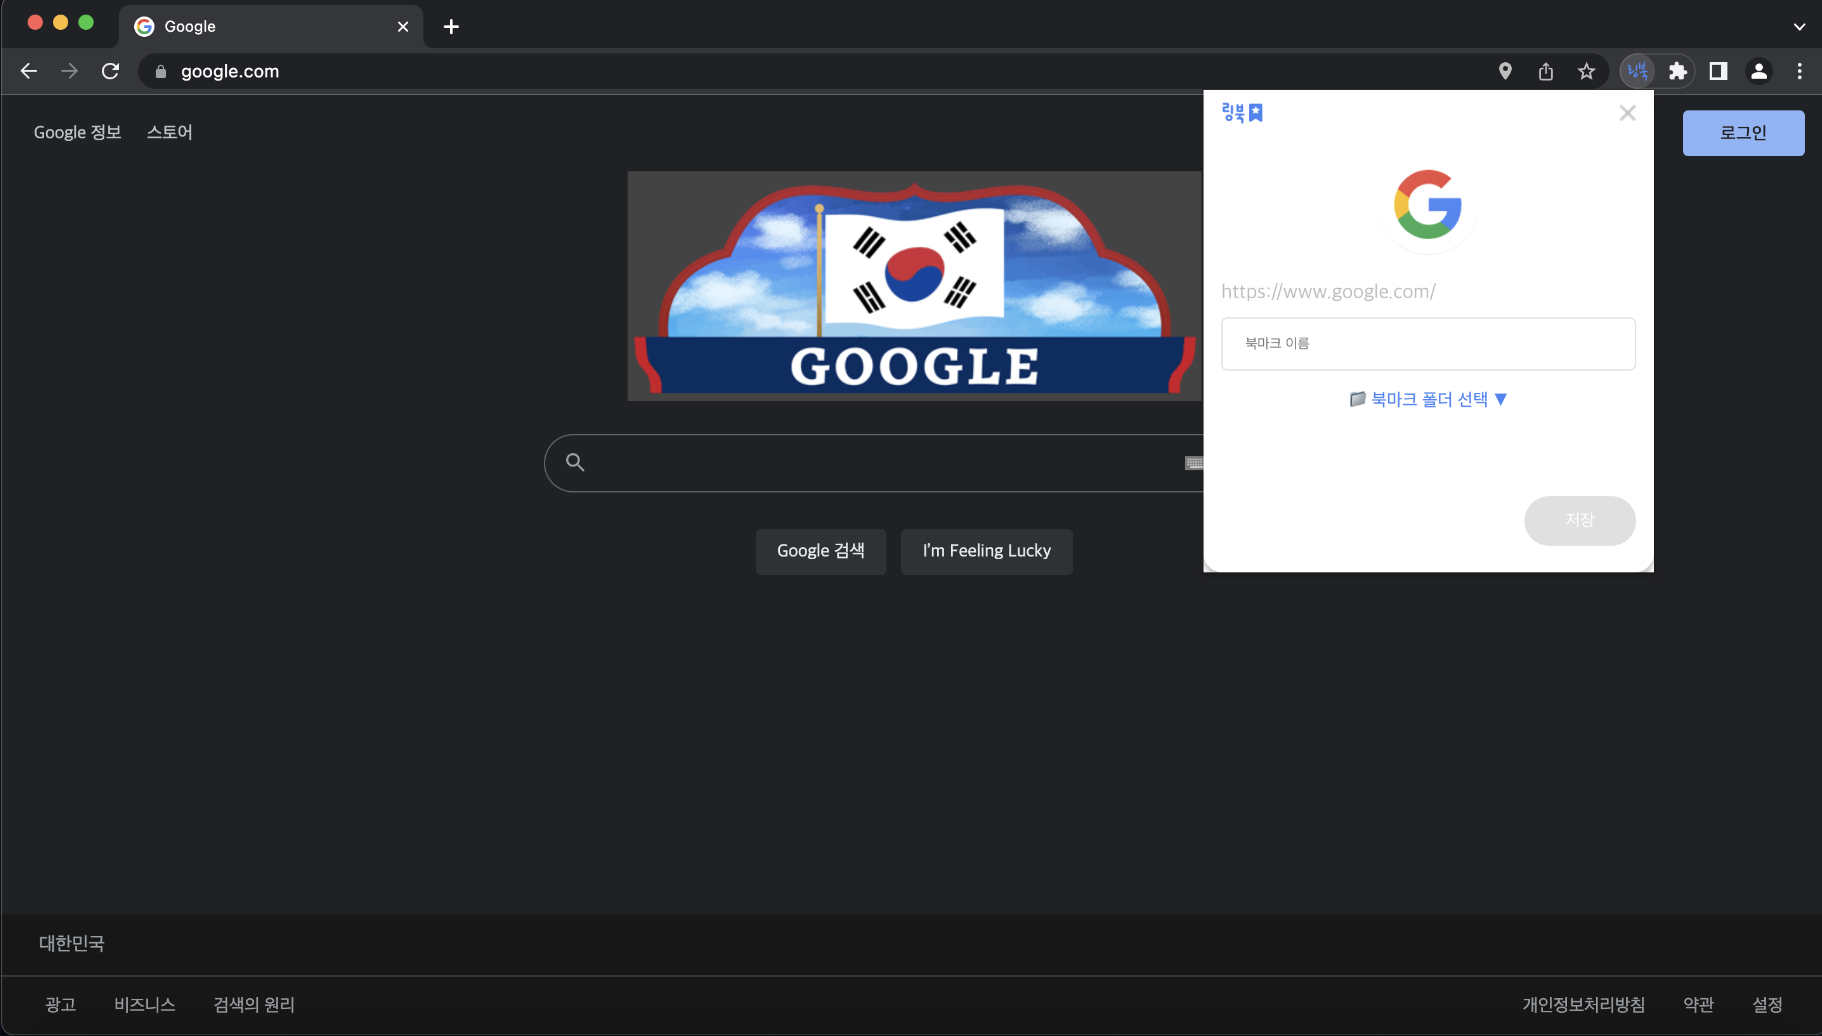 Google
google.com
링북
Google 정보 스토어
링북
로그인
GOOGLE
https://www.google.com/
북마크 이름
북마크 폴더 선택 ▼
저장
Google 검색 I'm Feeling Lucky
대한민국
광고 비즈니스 검색의 원리 개인정보처리방침 약관 설정